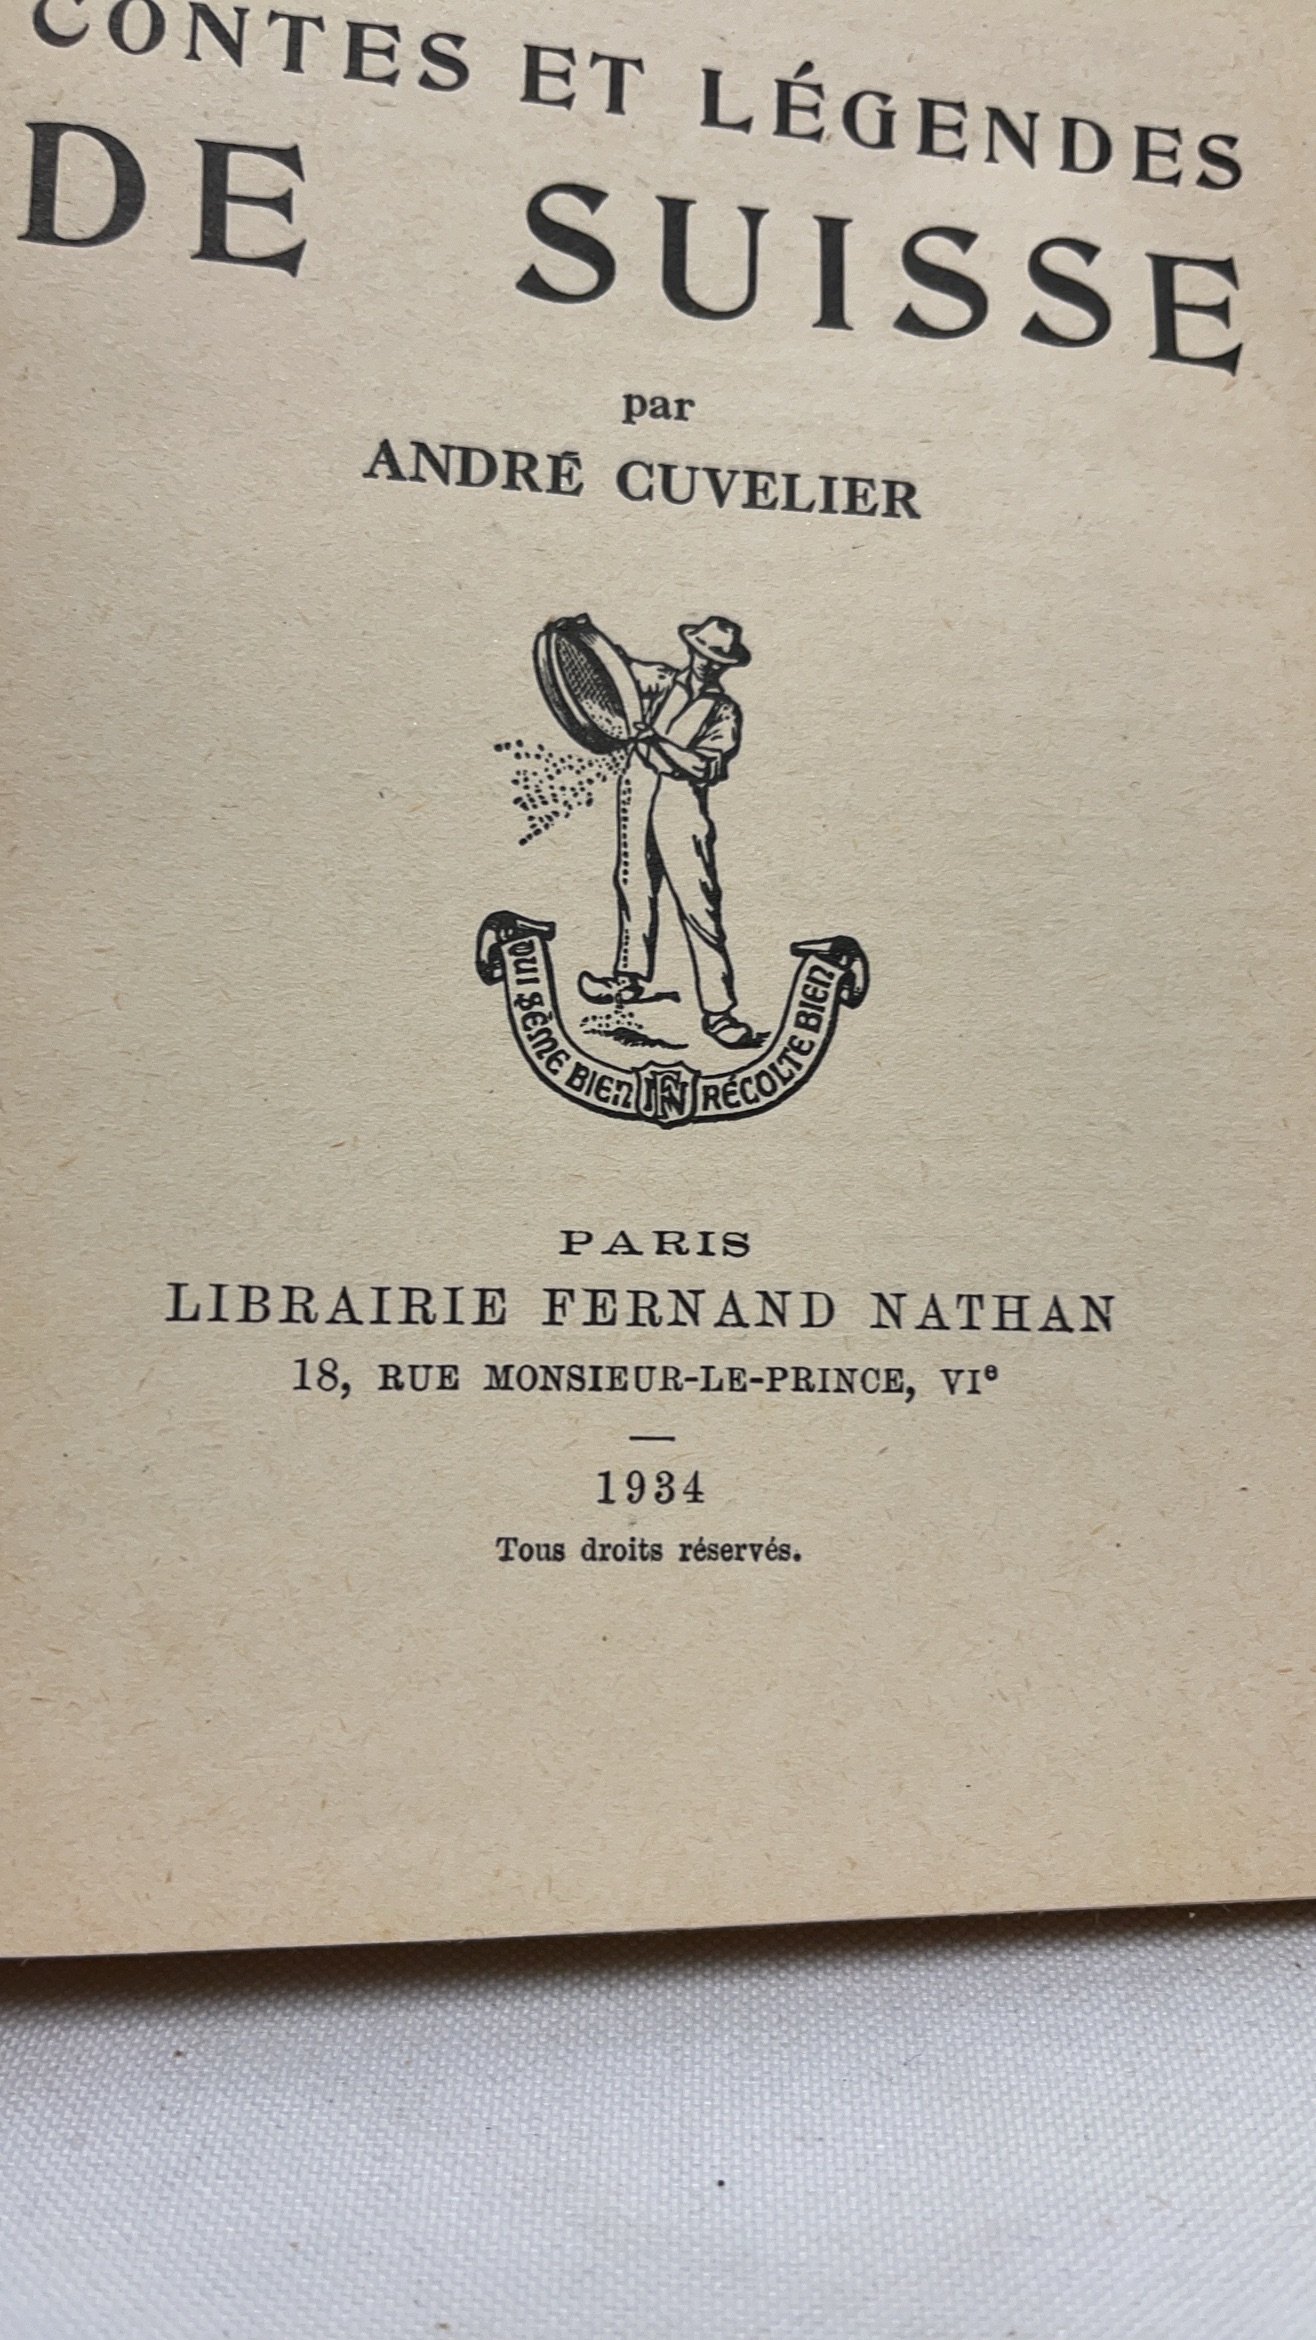 CONTES ET LÉGENDES
DE SUISSE
par
ANDRÉ CUVELIER
QUI SÈME BIEN FN RÉCOLTE BIEN
PARIS
LIBRAIRIE FERNAND NATHAN
18, RUE MONSIEUR-LE-PRINCE, VIᵉ
1934
Tous droits réservés.